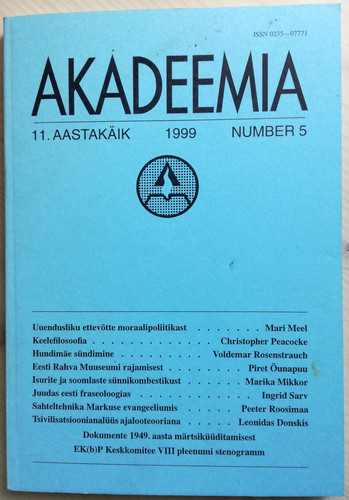 ISSN 0235—07771
AKADEEMIA
11. AASTAKÄIK 1999 NUMBER 5
Uuendusliku ettevõtte moraalipoliitikast . . . . . . . Mari Meel
Keelefilosoofia . . . . . . . . . . . . Christopher Peacocke
Hundimäe sündimine . . . . . . . . . Voldemar Rosenstrauch
Eesti Rahva Muuseumi rajamisest . . . . . . . . Piret Õunapuu
Isurite ja soomlaste sünnikombestikust . . . . . . Marika Mikkor
Juudas eesti fraseoloogias . . . . . . . . . . . Ingrid Sarv
Sahteltehnika Markuse evangeeliumis . . . . . Peeter Roosimaa
Tsivilisatsioonianalüüs ajalooteooriana . . . . . Leonidas Donskis
Dokumente 1949. aasta märtsiküüditamisest
EK(b)P Keskkomitee VIII pleenumi stenogramm